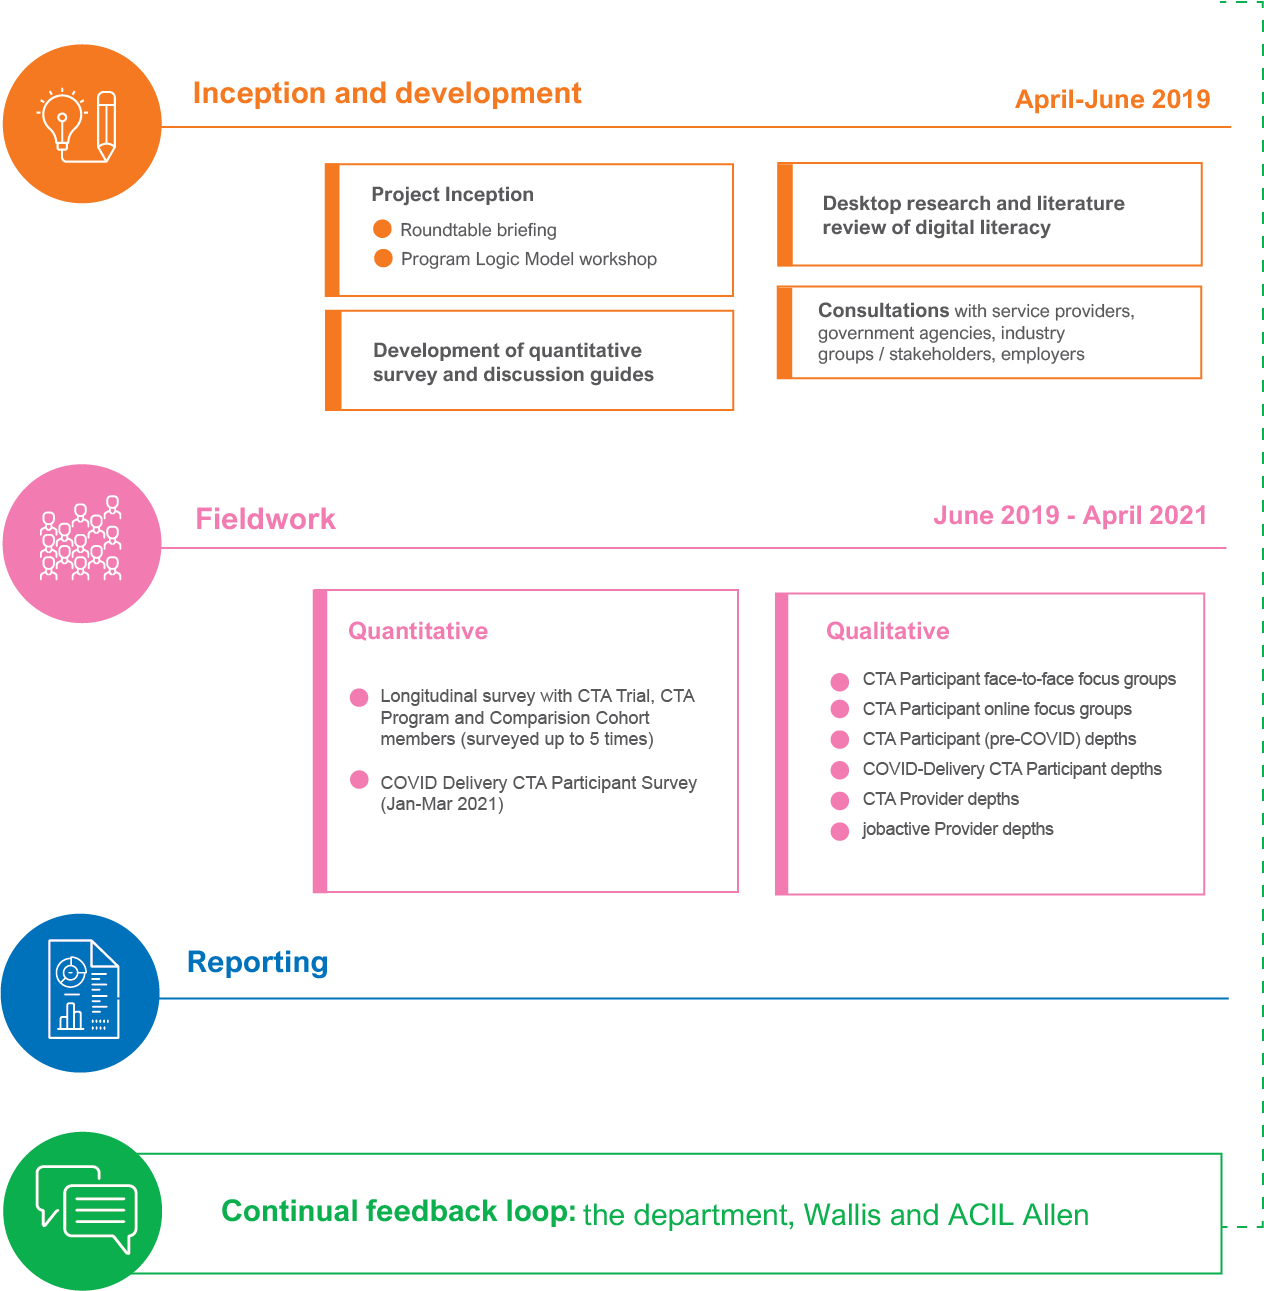 Inception and development
April-June 2019
Project Inception
Roundtable briefing
Program Logic Model workshop
Desktop research and literature
review of digital literacy
Development of quantitative
survey and discussion guides
Consultations with service providers,
government agencies, industry
groups / stakeholders, employers
Fieldwork
June 2019 - April 2021
Quantitative
Longitudinal survey with CTA Trial, CTA
Program and Comparision Cohort
members (surveyed up to 5 times)
COVID Delivery CTA Participant Survey
(Jan-Mar 2021)
Qualitative
CTA Participant face-to-face focus groups
CTA Participant online focus groups
CTA Participant (pre-COVID) depths
COVID-Delivery CTA Participant depths
CTA Provider depths
jobactive Provider depths
Reporting
Continual feedback loop: the department, Wallis and ACIL Allen